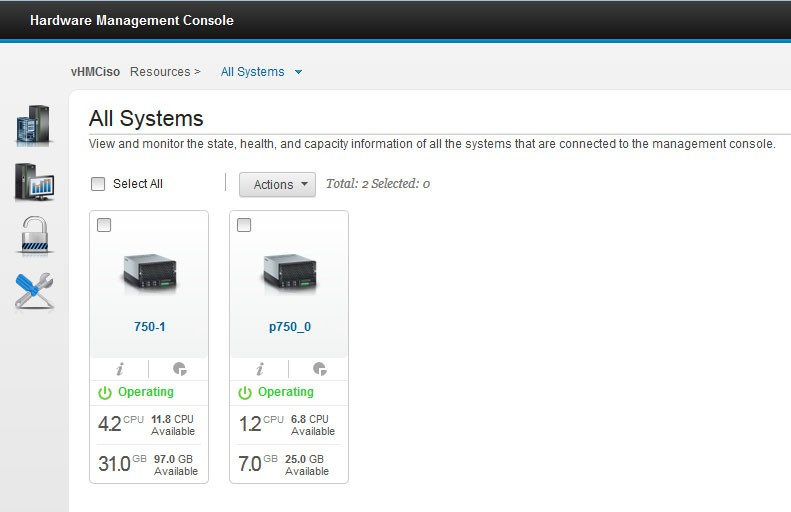 Hardware Management Console
vHMCiso Resources > All Systems
All Systems
View and monitor the state, health, and capacity information of all the systems that are connected to the management console.
Select All Actions Total: 2 Selected: 0
750-1
i
Operating
4.2 CPU 11.8 CPU
Available
31.0 GB 97.0 GB
Available
p750_0
i
Operating
1.2 CPU 6.8 CPU
Available
7.0 GB 25.0 GB
Available